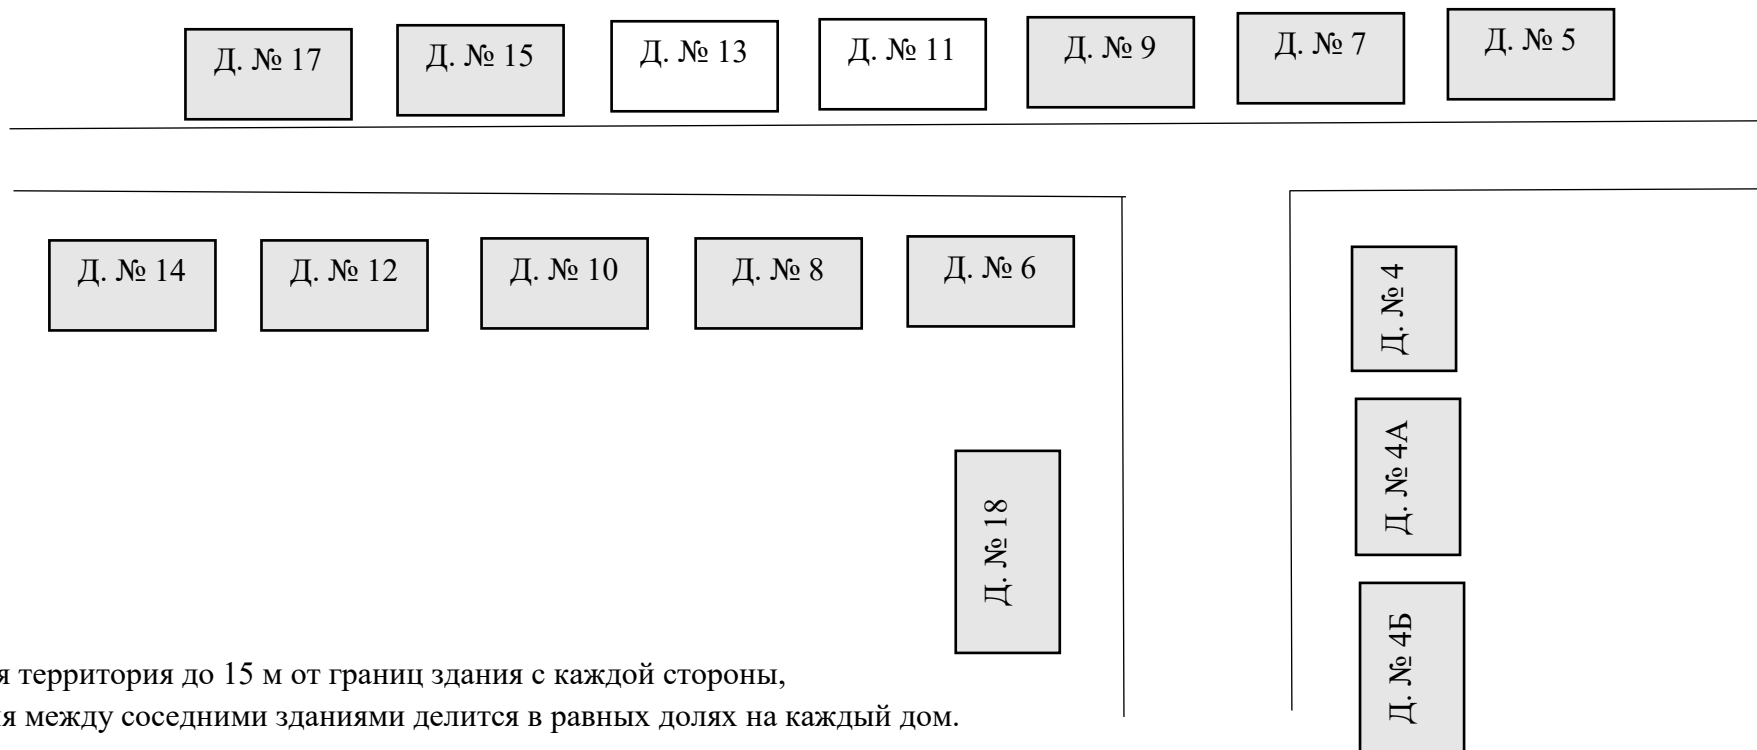 Д. № 17
Д. № 15
Д. № 13
Д. № 11
Д. № 9
Д. № 7
Д. № 5
Д. № 14
Д. № 12
Д. № 10
Д. № 8
Д. № 6
Д. № 4
Д. № 4А
Д. № 18
Д. № 4Б
территория до 15 м от границ здания с каждой стороны,
между соседними зданиями делится в равных долях на каждый дом.